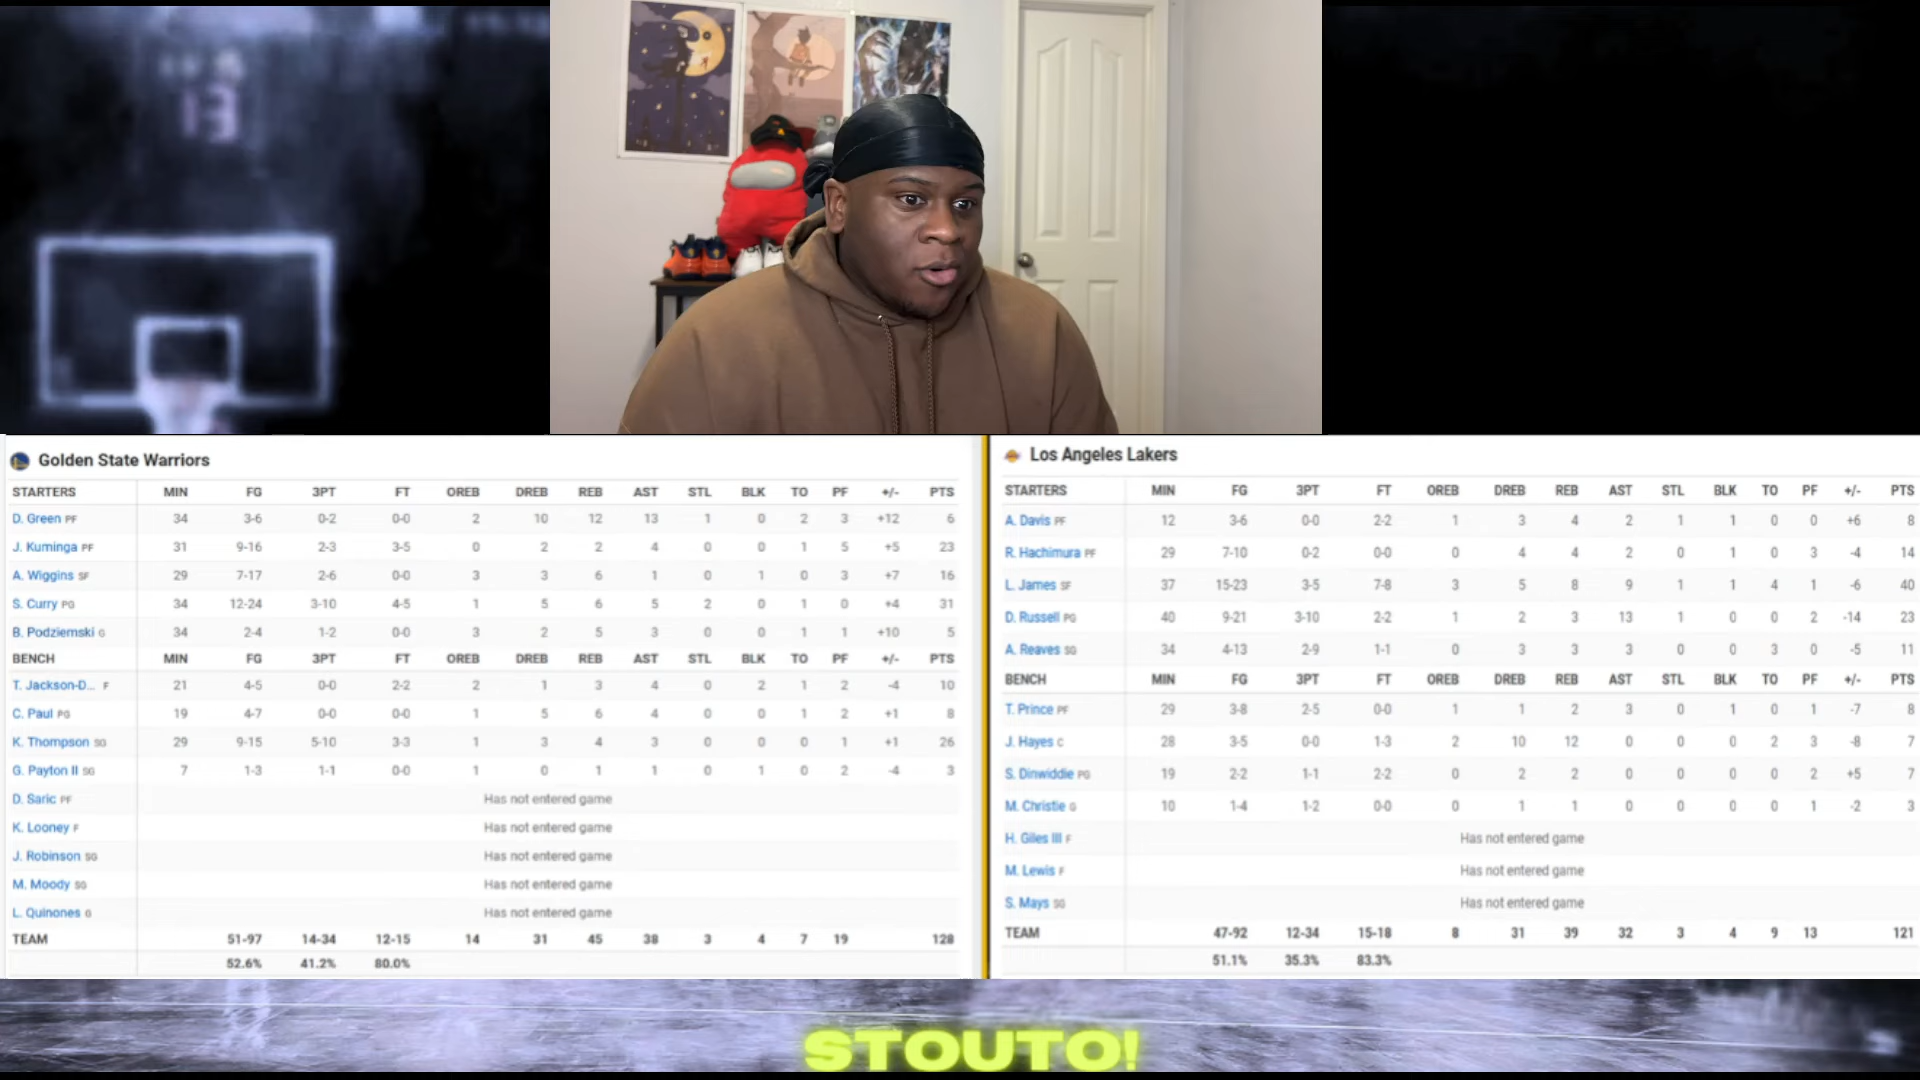 13
Golden State Warriors
STARTERS MIN FG 3PT FT OREB DREB REB AST STL BLK TO PF +/- PTS
D. Green PF 34 3-6 0-2 0-0 2 10 12 13 1 0 2 3 +12 6
J. Kuminga PF 31 9-16 2-3 3-5 0 2 2 4 0 0 1 5 +5 23
A. Wiggins SF 29 7-17 2-6 0-0 3 3 6 1 0 1 0 3 +7 16
S. Curry PG 34 12-24 3-10 4-5 1 5 6 5 2 0 1 0 +4 31
B. Podziemski G 34 2-4 1-2 0-0 3 2 5 3 0 0 1 1 +10 5
BENCH MIN FG 3PT FT OREB DREB REB AST STL BLK TO PF +/- PTS
T. Jackson-D... F 21 4-5 0-0 2-2 2 1 3 4 0 2 1 2 -4 10
C. Paul PG 19 4-7 0-0 0-0 1 5 6 4 0 0 1 2 +1 8
K. Thompson SG 29 9-15 5-10 3-3 1 3 4 3 0 0 0 1 +1 26
G. Payton II SG 7 1-3 1-1 0-0 1 0 1 1 0 1 0 2 -4 3
D. Saric PF Has not entered game
K. Looney F Has not entered game
J. Robinson SG Has not entered game
M. Moody SG Has not entered game
L. Quinones G Has not entered game
TEAM 51-97 14-34 12-15 14 31 45 38 3 4 7 19 128
52.6% 41.2% 80.0%
Los Angeles Lakers
STARTERS MIN FG 3PT FT OREB DREB REB AST STL BLK TO PF +/- PTS
A. Davis PF 12 3-6 0-0 2-2 1 3 4 2 1 1 0 0 +6 8
R. Hachimura PF 29 7-10 0-2 0-0 0 4 4 2 0 1 0 3 -4 14
L. James SF 37 15-23 3-5 7-8 3 5 8 9 1 1 4 1 -6 40
D. Russell PG 40 9-21 3-10 2-2 1 2 3 13 1 0 0 2 -14 23
A. Reaves SG 34 4-13 2-9 1-1 0 3 3 3 0 0 3 0 -5 11
BENCH MIN FG 3PT FT OREB DREB REB AST STL BLK TO PF +/- PTS
T. Prince PF 29 3-8 2-5 0-0 1 1 2 3 0 1 0 1 -7 8
J. Hayes C 28 3-5 0-0 1-3 2 10 12 0 0 0 2 3 -8 7
S. Dinwiddie PG 19 2-2 1-1 2-2 0 2 2 0 0 0 0 2 +5 7
M. Christie G 10 1-4 1-2 0-0 0 1 1 0 0 0 0 1 -2 3
H. Giles III F Has not entered game
M. Lewis F Has not entered game
S. Mays SG Has not entered game
TEAM 47-92 12-34 15-18 8 31 39 32 3 4 9 13 121
51.1% 35.3% 83.3%
STOUTO!